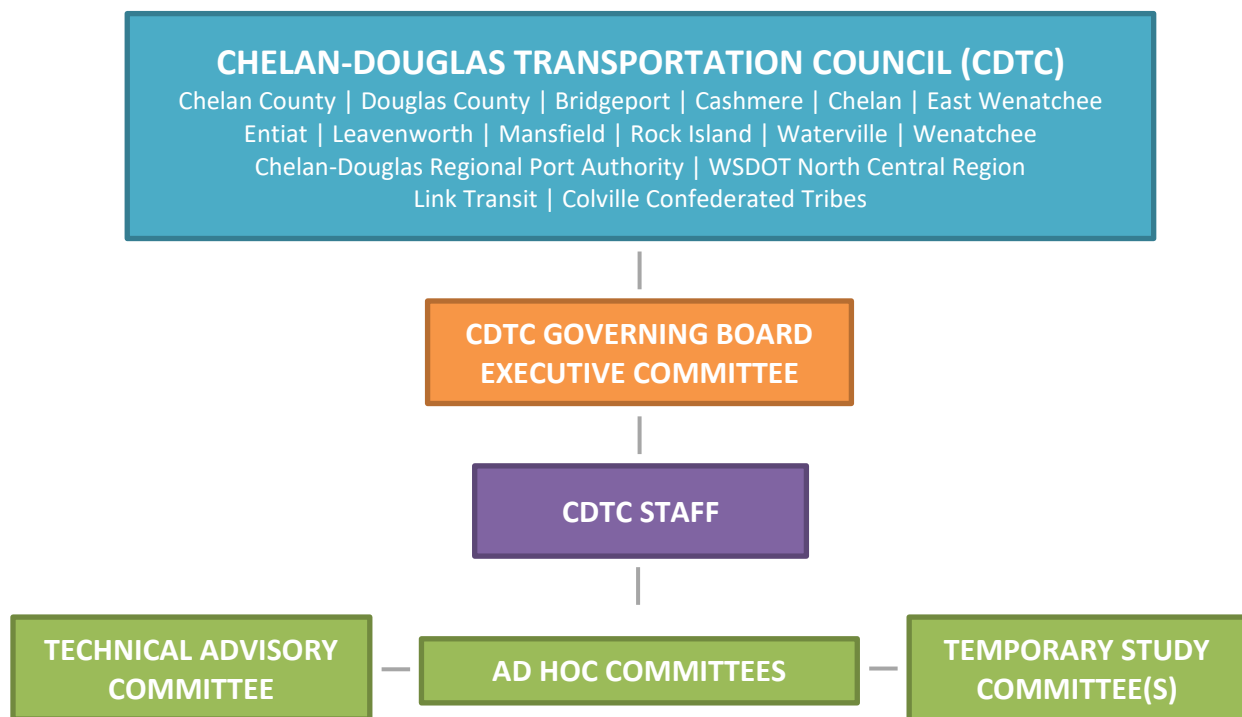 CHELAN-DOUGLAS TRANSPORTATION COUNCIL (CDTC)
Chelan County | Douglas County | Bridgeport | Cashmere | Chelan | East Wenatchee
Entiat | Leavenworth | Mansfield | Rock Island | Waterville | Wenatchee
Chelan-Douglas Regional Port Authority | WSDOT North Central Region
Link Transit | Colville Confederated Tribes
CDTC GOVERNING BOARD
EXECUTIVE COMMITTEE
CDTC STAFF
TECHNICAL ADVISORY
COMMITTEE
AD HOC COMMITTEES
TEMPORARY STUDY
COMMITTEE(S)